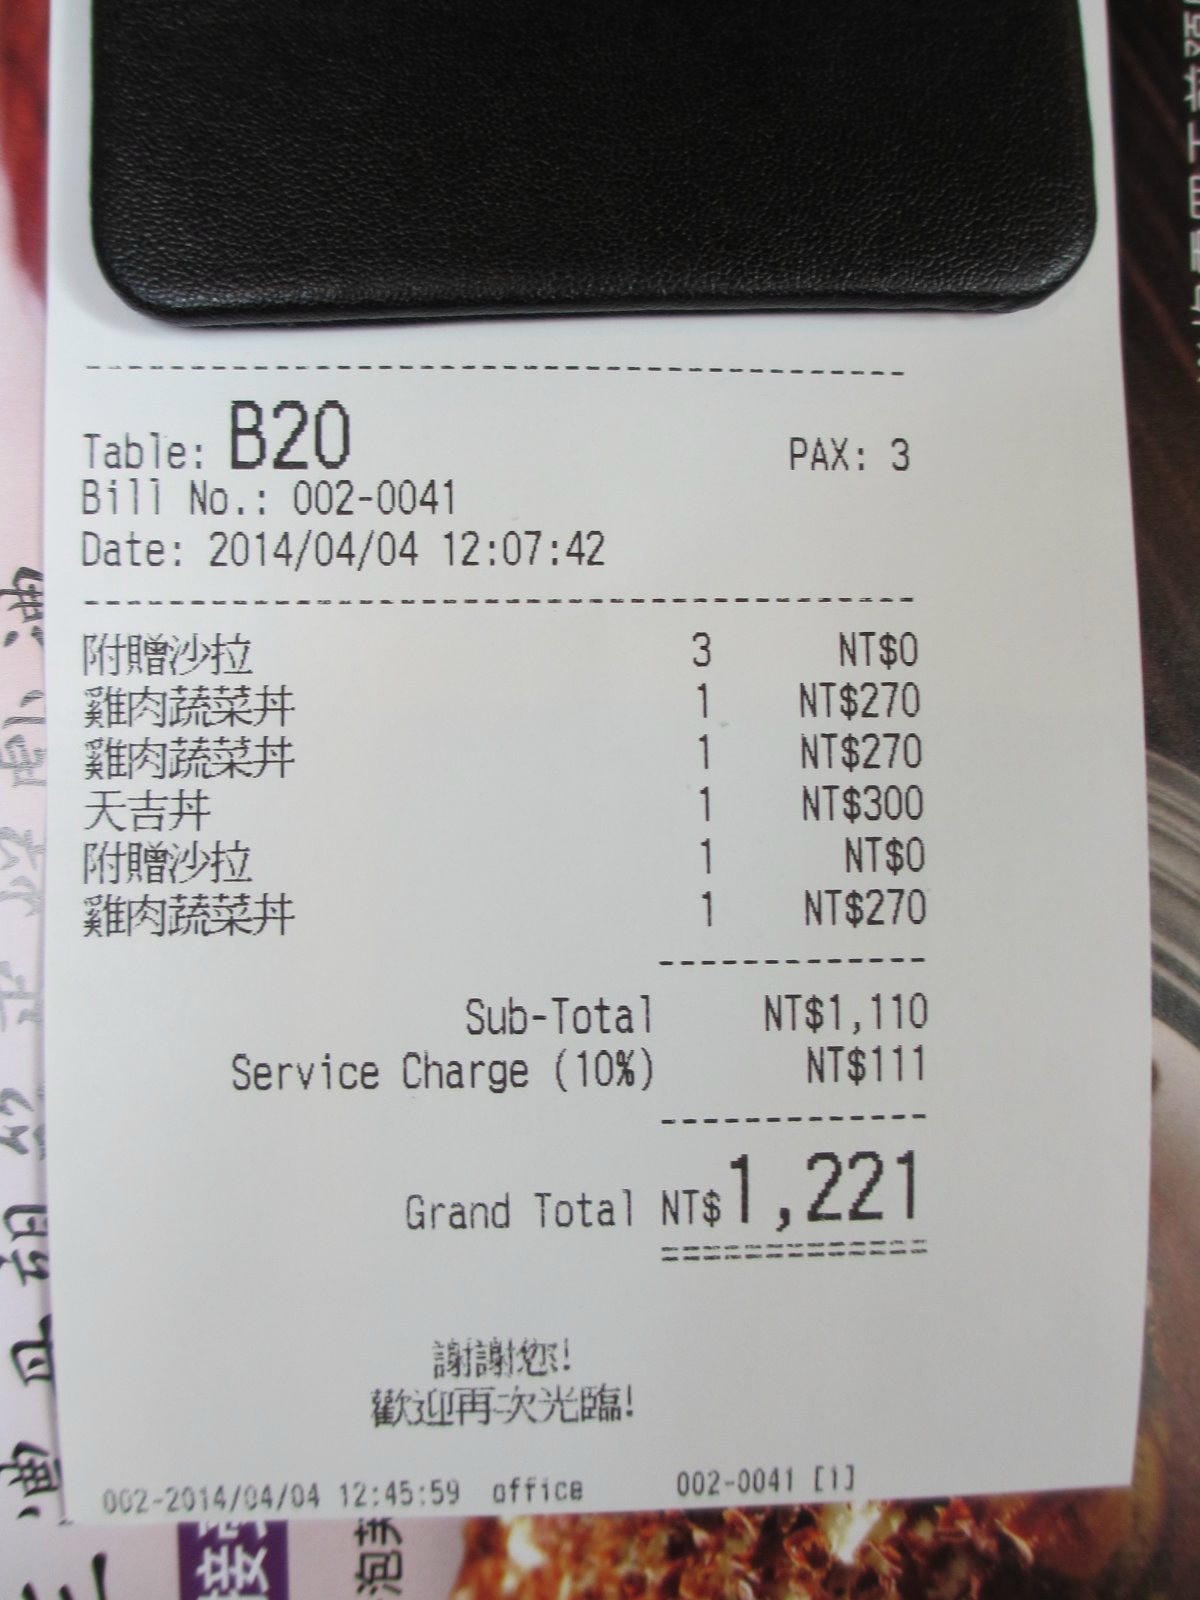 Table: B20 PAX: 3
Bill No.: 002-0041
Date: 2014/04/04 12:07:42
附贈沙拉 3 NT$0
雞肉蔬菜丼 1 NT$270
雞肉蔬菜丼 1 NT$270
天吉丼 1 NT$300
附贈沙拉 1 NT$0
雞肉蔬菜丼 1 NT$270
Sub-Total NT$1,110
Service Charge (10%) NT$111
Grand Total NT$1,221
謝謝您!
歡迎再次光臨!
002-2014/04/04 12:45:59 office 002-0041 [1]